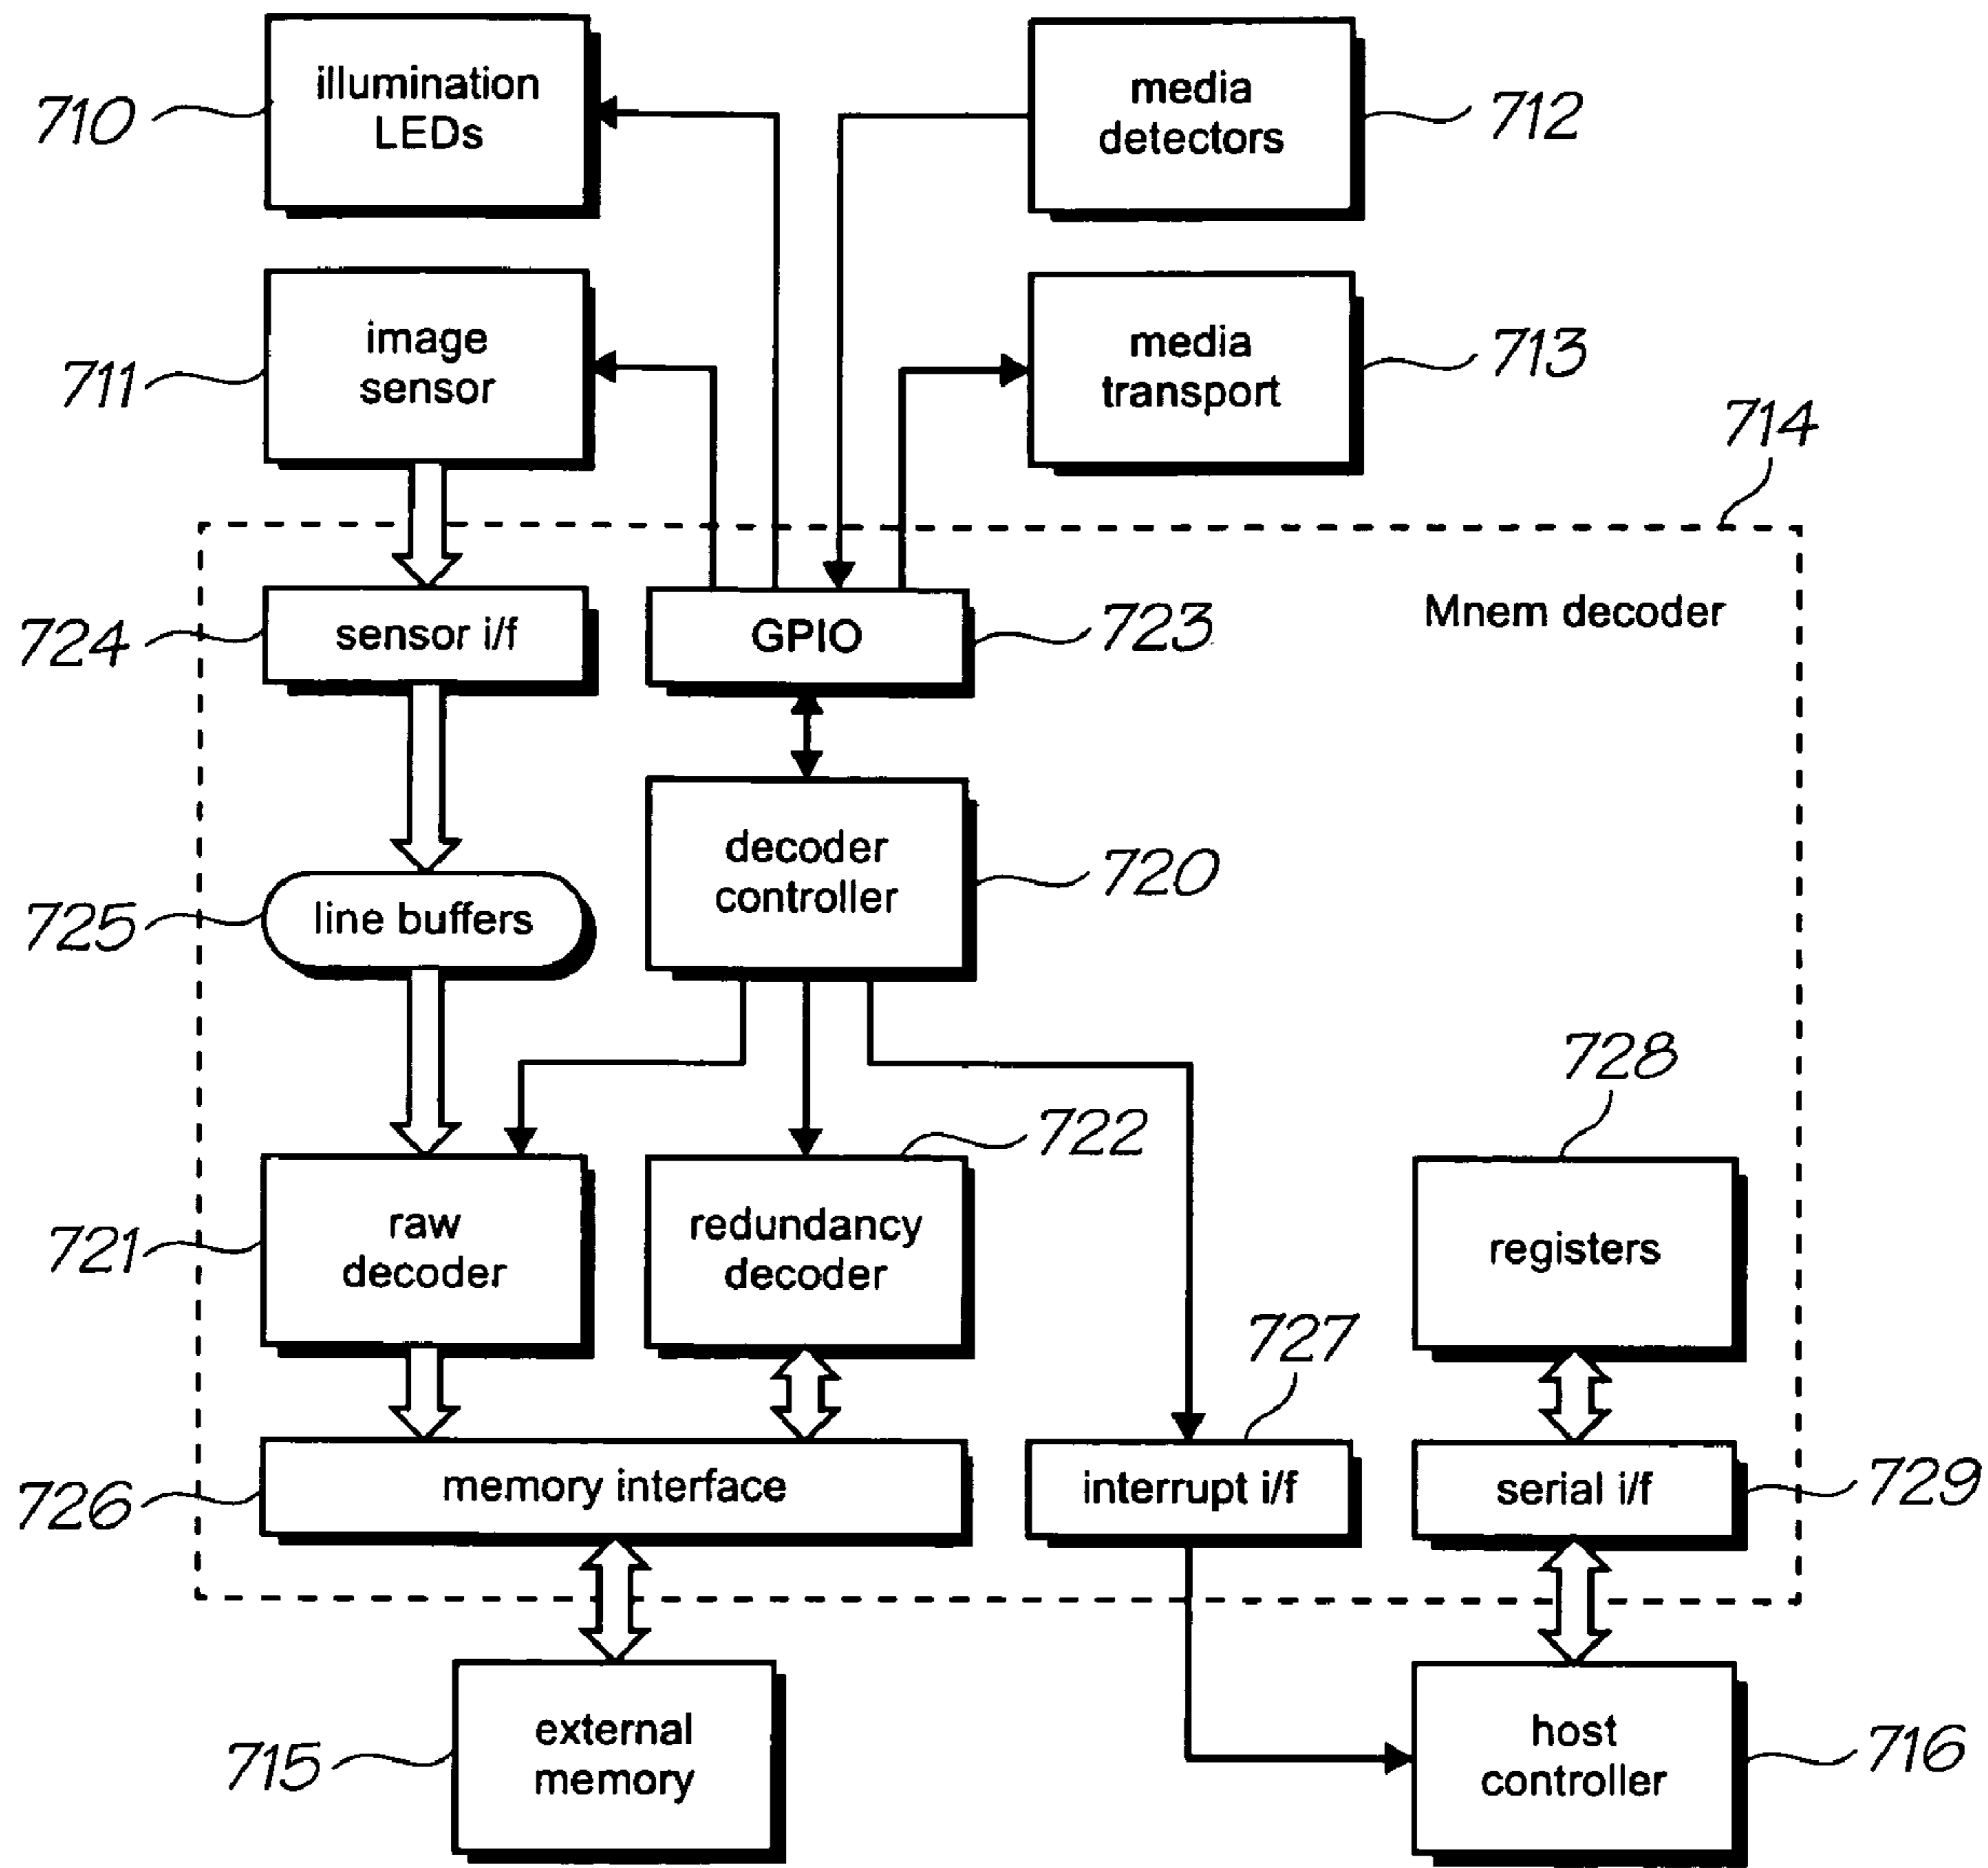 illumination
LEDs
710
media
detectors
712
image
sensor
711
media
transport
713
714
Mnem decoder
sensor i/f
724
GPIO
723
decoder
controller
720
line buffers
725
728
722
raw
decoder
721
redundancy
decoder
registers
727
memory interface
726
interrupt i/f
serial i/f
729
external
memory
715
host
controller
716